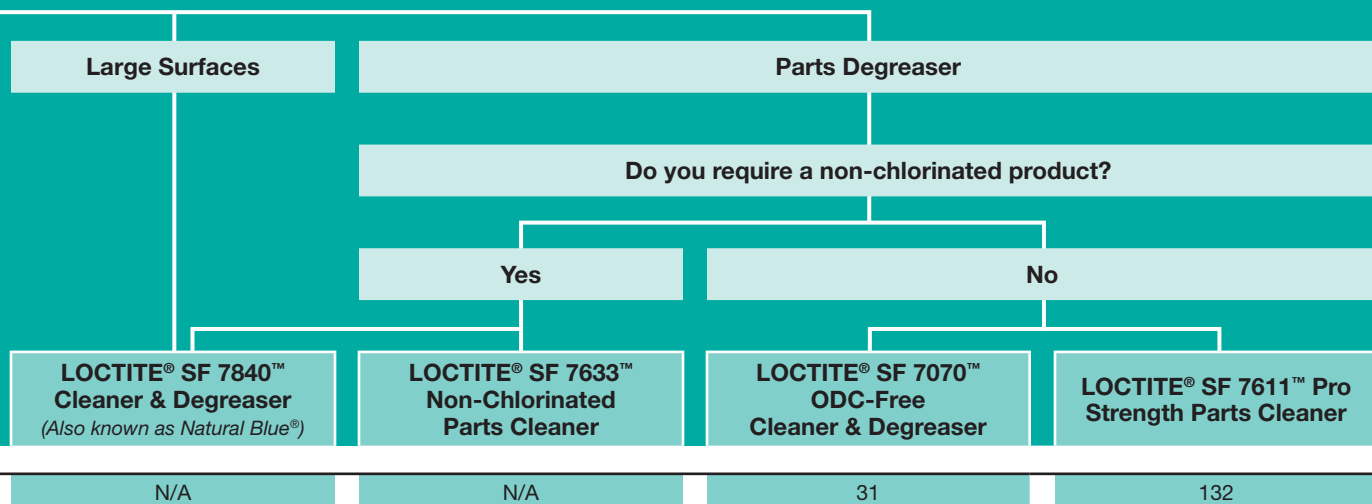 Large Surfaces
Parts Degreaser
Do you require a non-chlorinated product?
Yes
No
LOCTITE® SF 7840™
Cleaner & Degreaser
(Also known as Natural Blue®)
LOCTITE® SF 7633™
Non-Chlorinated
Parts Cleaner
LOCTITE® SF 7070™
ODC-Free
Cleaner & Degreaser
LOCTITE® SF 7611™ Pro
Strength Parts Cleaner
N/A
N/A
31
132